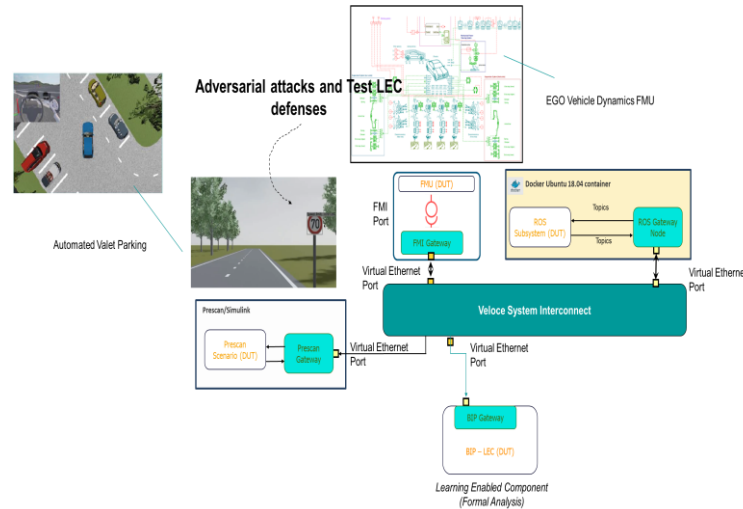 Adversarial attacks and Test LEC
defenses
EGO Vehicle Dynamics FMU
Automated Valet Parking
70
FMI
Port
FMU (DUT)
FMI Gateway
Docker Ubuntu 18.04 container
ROS
Subsystem (DUT)
Topics
Topics
ROS Gateway
Node
Virtual Ethernet
Port
Virtual Ethernet
Port
Veloce System Interconnect
Prescan/Simulink
Prescan
Scenario (DUT)
Prescan
Gateway
Virtual Ethernet
Port
Virtual Ethernet
Port
BIP Gateway
BIP – LEC (DUT)
Learning Enabled Component
(Formal Analysis)